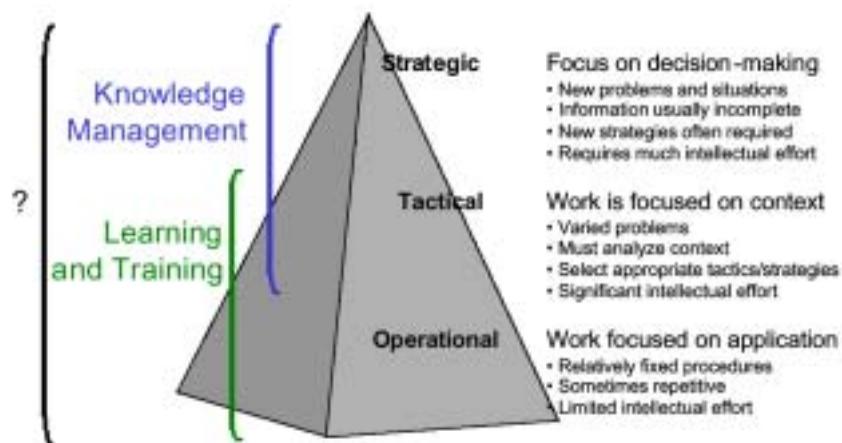 ?
Knowledge
Management
Learning
and Training
Strategic
Focus on decision-making
• New problems and situations
• Information usually incomplete
• New strategies often required
• Requires much intellectual effort
Tactical
Work is focused on context
• Varied problems
• Must analyze context
• Select appropriate tactics/strategies
• Significant intellectual effort
Operational
Work focused on application
• Relatively fixed procedures
• Sometimes repetitive
• Limited intellectual effort